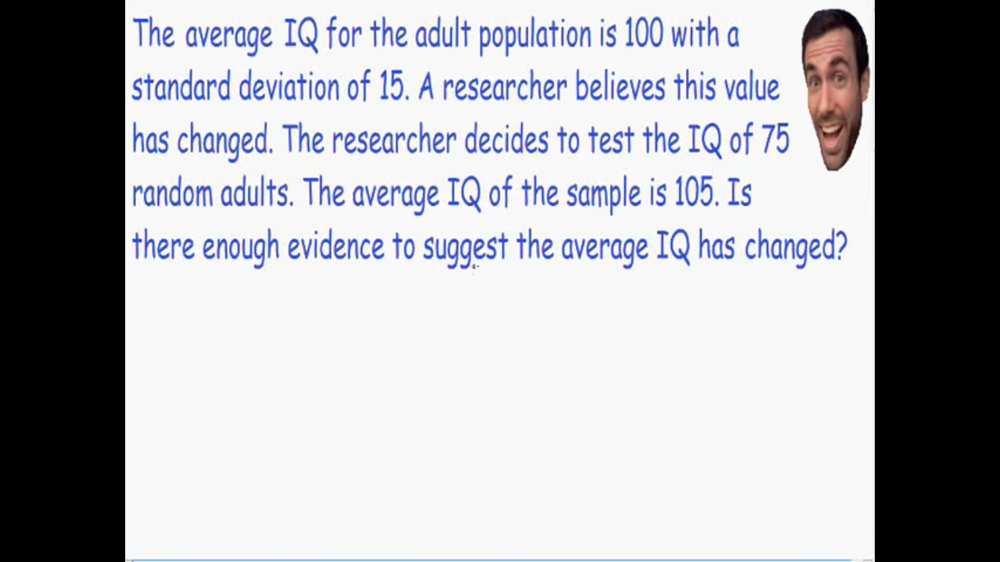 The average IQ for the adult population is 100 with a
standard deviation of 15. A researcher believes this value
has changed. The researcher decides to test the IQ of 75
random adults. The average IQ of the sample is 105. Is
there enough evidence to suggest the average IQ has changed?